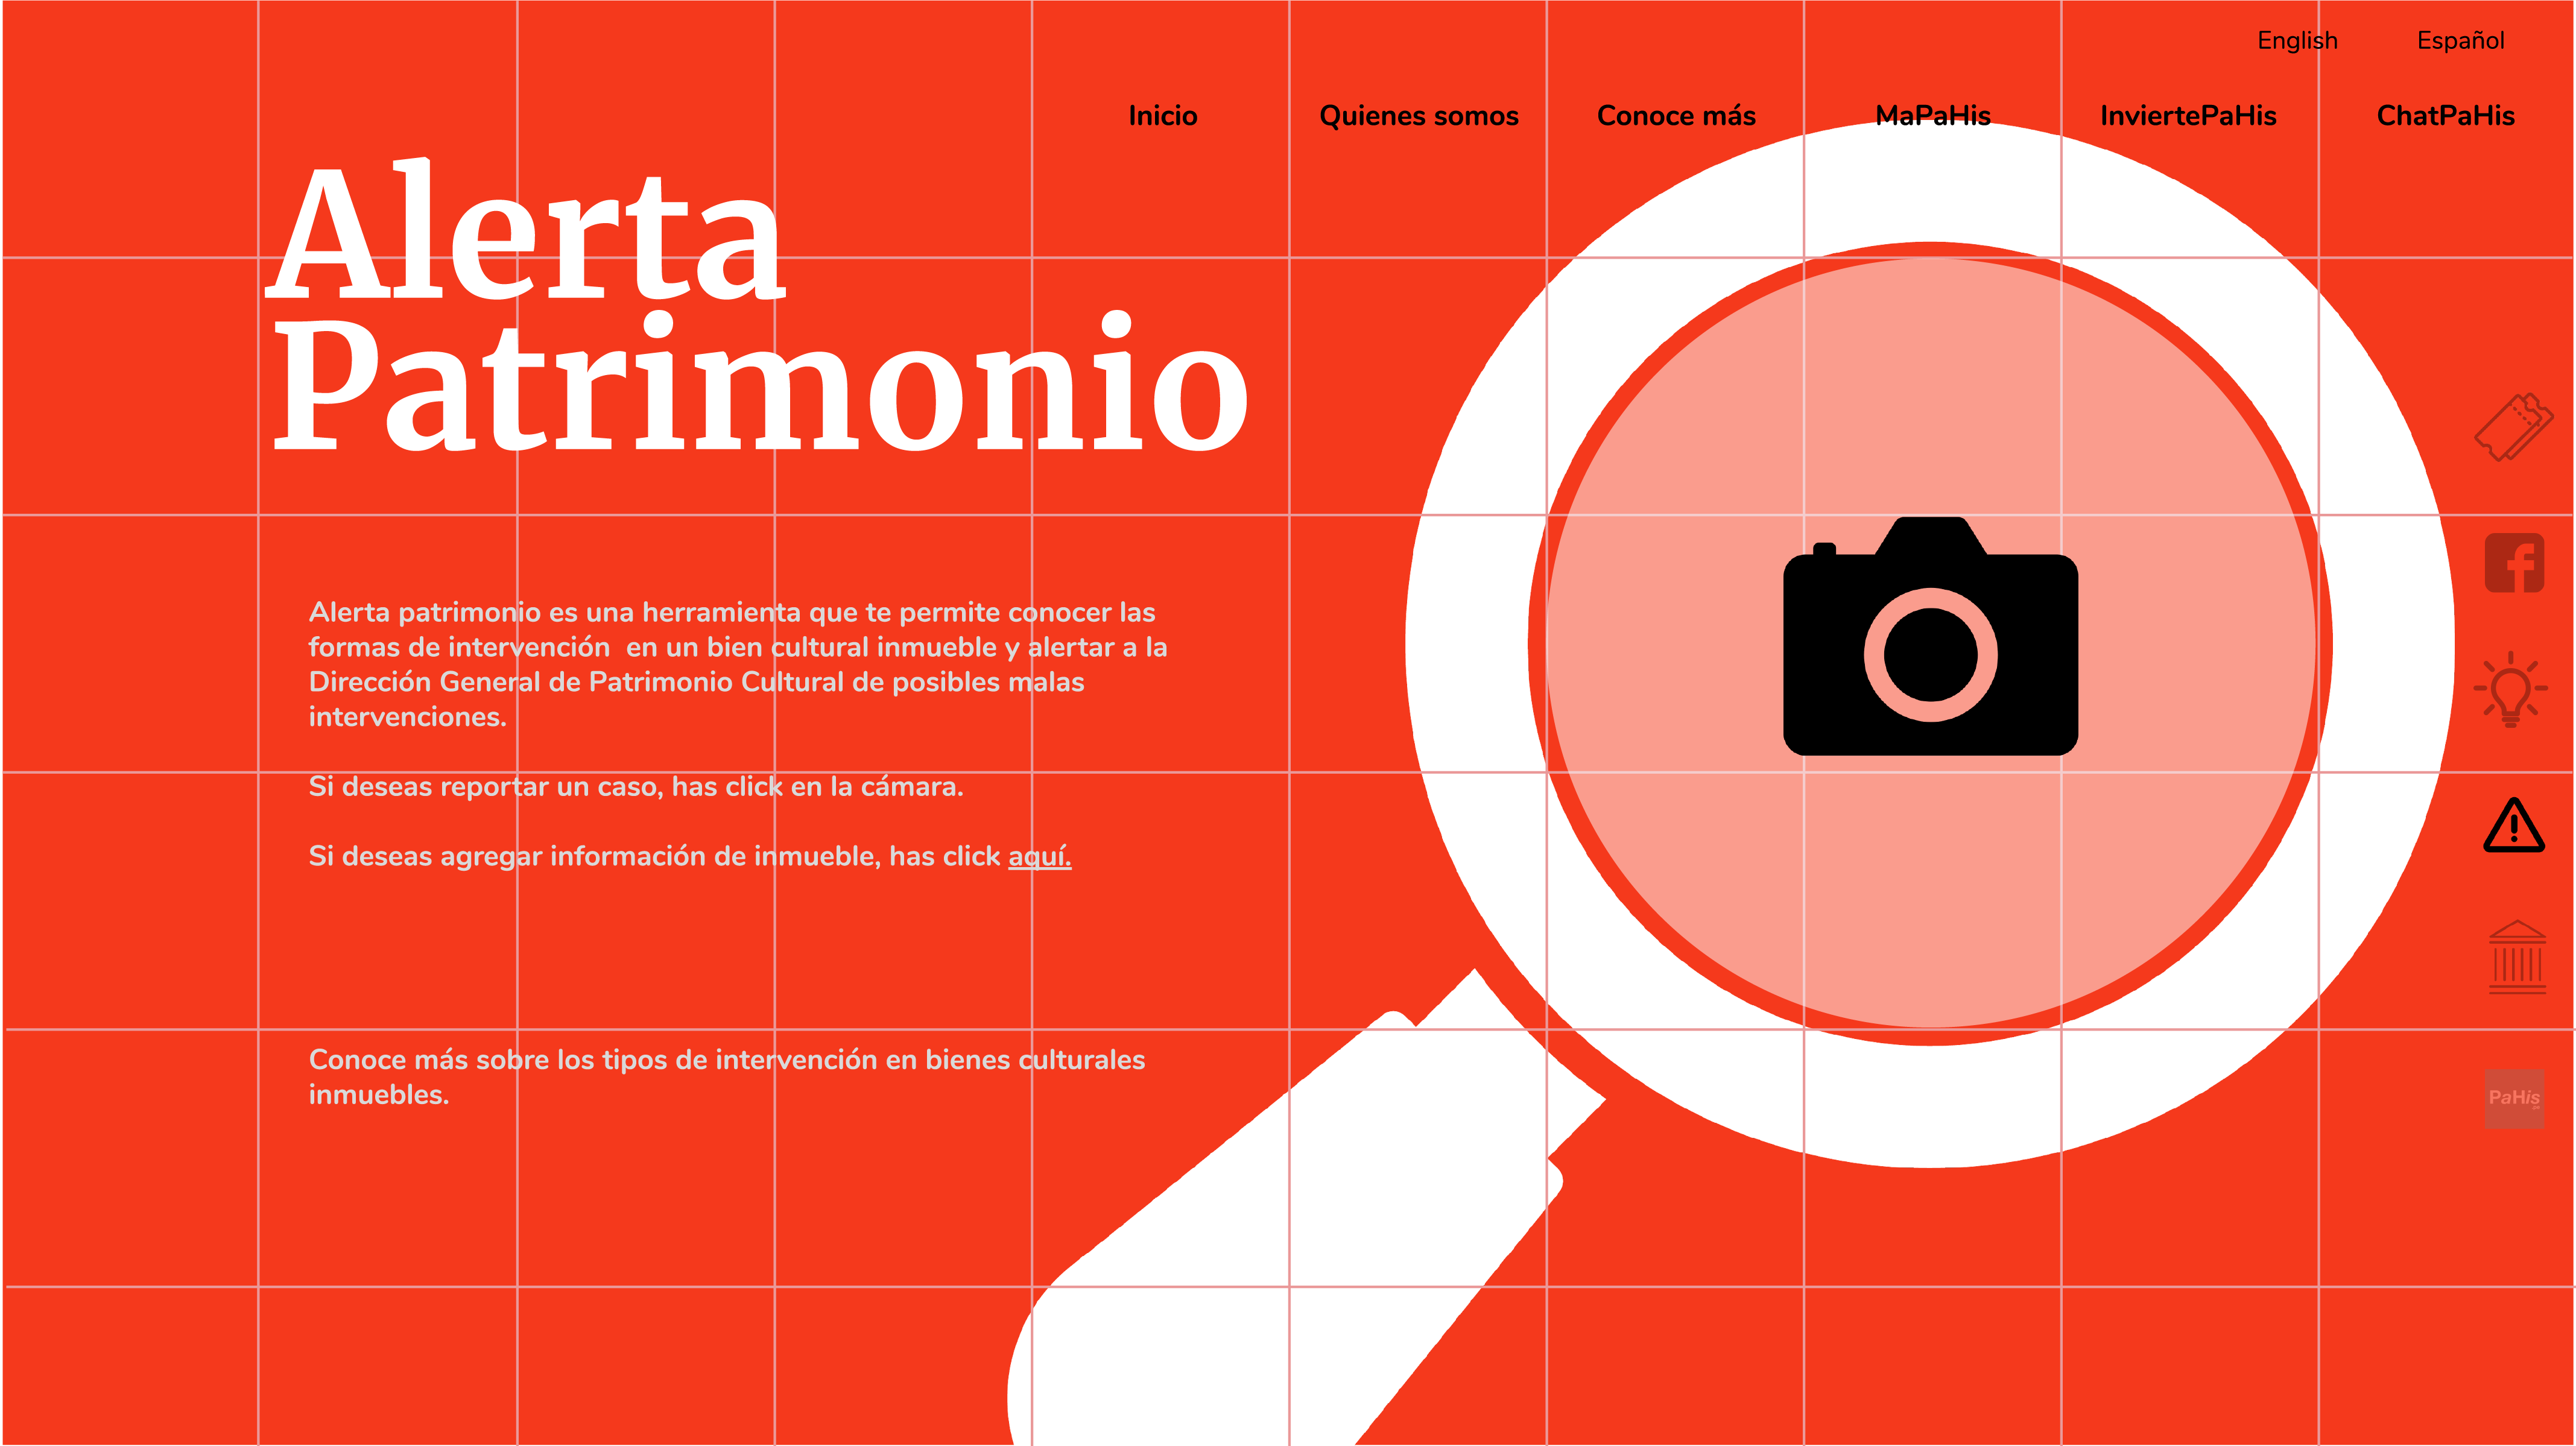 English Español
Inicio Quienes somos Conoce más MaPaHis InviertePaHis ChatPaHis
Alerta
Patrimonio
Alerta patrimonio es una herramienta que te permite conocer las
formas de intervención en un bien cultural inmueble y alertar a la
Dirección General de Patrimonio Cultural de posibles malas
intervenciones.
Si deseas reportar un caso, has click en la cámara.
Si deseas agregar información de inmueble, has click aquí.
Conoce más sobre los tipos de intervención en bienes culturales
inmuebles.
PaHis